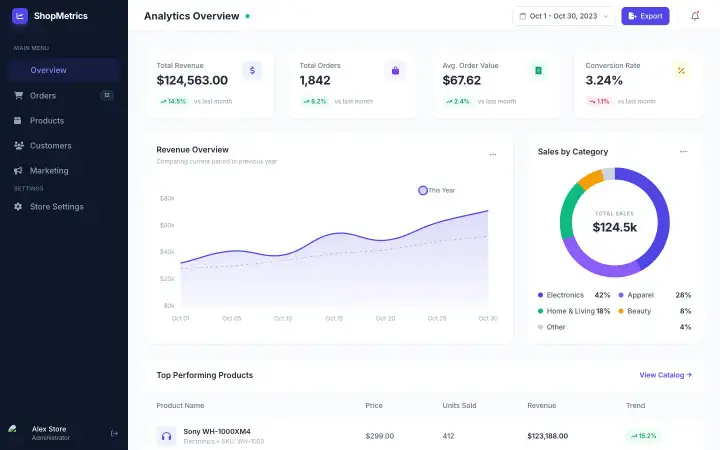 ShopMetrics
MAIN MENU
Overview
Orders 12
Products
Customers
Marketing
SETTINGS
Store Settings
Alex Store
Administrator
Analytics Overview
Oct 1 - Oct 30, 2023
Export
Total Revenue
$124,563.00
14.5% vs last month
Total Orders
1,842
8.2% vs last month
Avg. Order Value
$67.62
2.4% vs last month
Conversion Rate
3.24%
1.1% vs last month
Revenue Overview
Comparing current period to previous year
This Year
$80k
$60k
$40k
$20k
$0k
Oct 01 Oct 05 Oct 10 Oct 15 Oct 20 Oct 25 Oct 30
Sales by Category
TOTAL SALES
$124.5k
Electronics 42% Apparel 28%
Home & Living 18% Beauty 8%
Other 4%
Top Performing Products
View Catalog →
Product Name Price Units Sold Revenue Trend
Sony WH-1000XM4
Electronics • SKU: WH-1000
$299.00 412 $123,188.00 15.2%